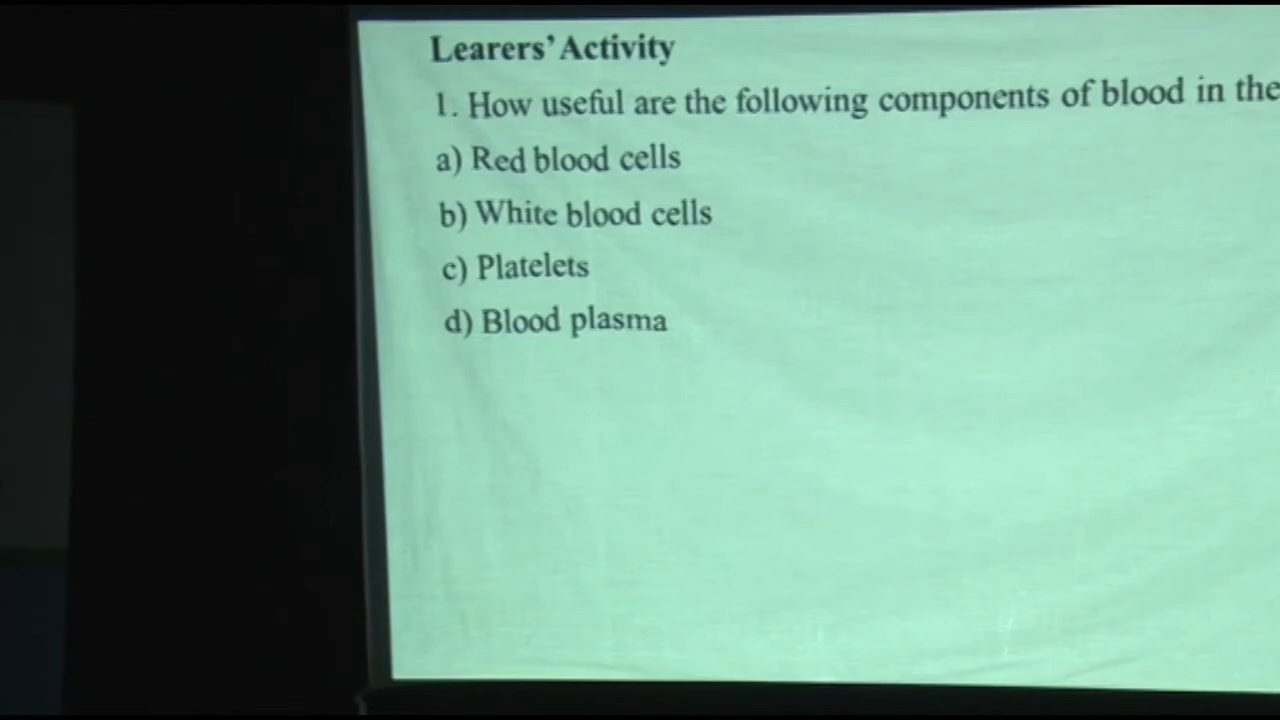 Learers' Activity
1. How useful are the following components of blood in the
a) Red blood cells
b) White blood cells
c) Platelets
d) Blood plasma